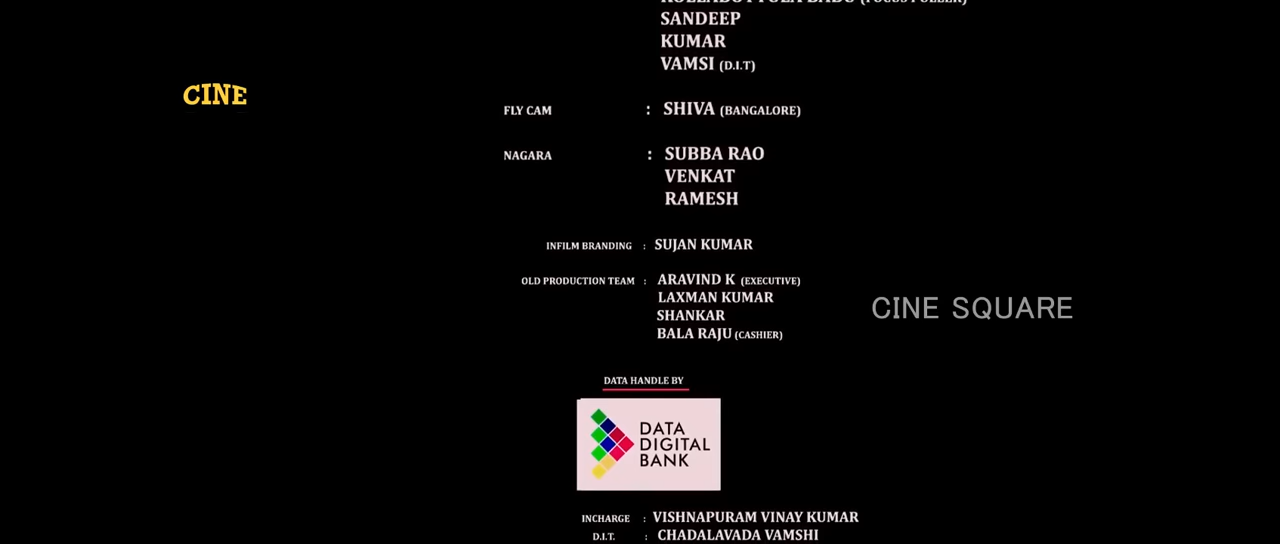 SANDEEP
KUMAR
VAMSI (D.I.T)
CINE
FLY CAM : SHIVA (BANGALORE)
NAGARA : SUBBA RAO
VENKAT
RAMESH
INFILM BRANDING : SUJAN KUMAR
OLD PRODUCTION TEAM : ARAVIND K (EXECUTIVE)
LAXMAN KUMAR
SHANKAR
BALA RAJU (CASHIER)
CINE SQUARE
DATA HANDLE BY
DATA
DIGITAL
BANK
INCHARGE : VISHNAPURAM VINAY KUMAR
D.I.T. : CHADALAVADA VAMSHI